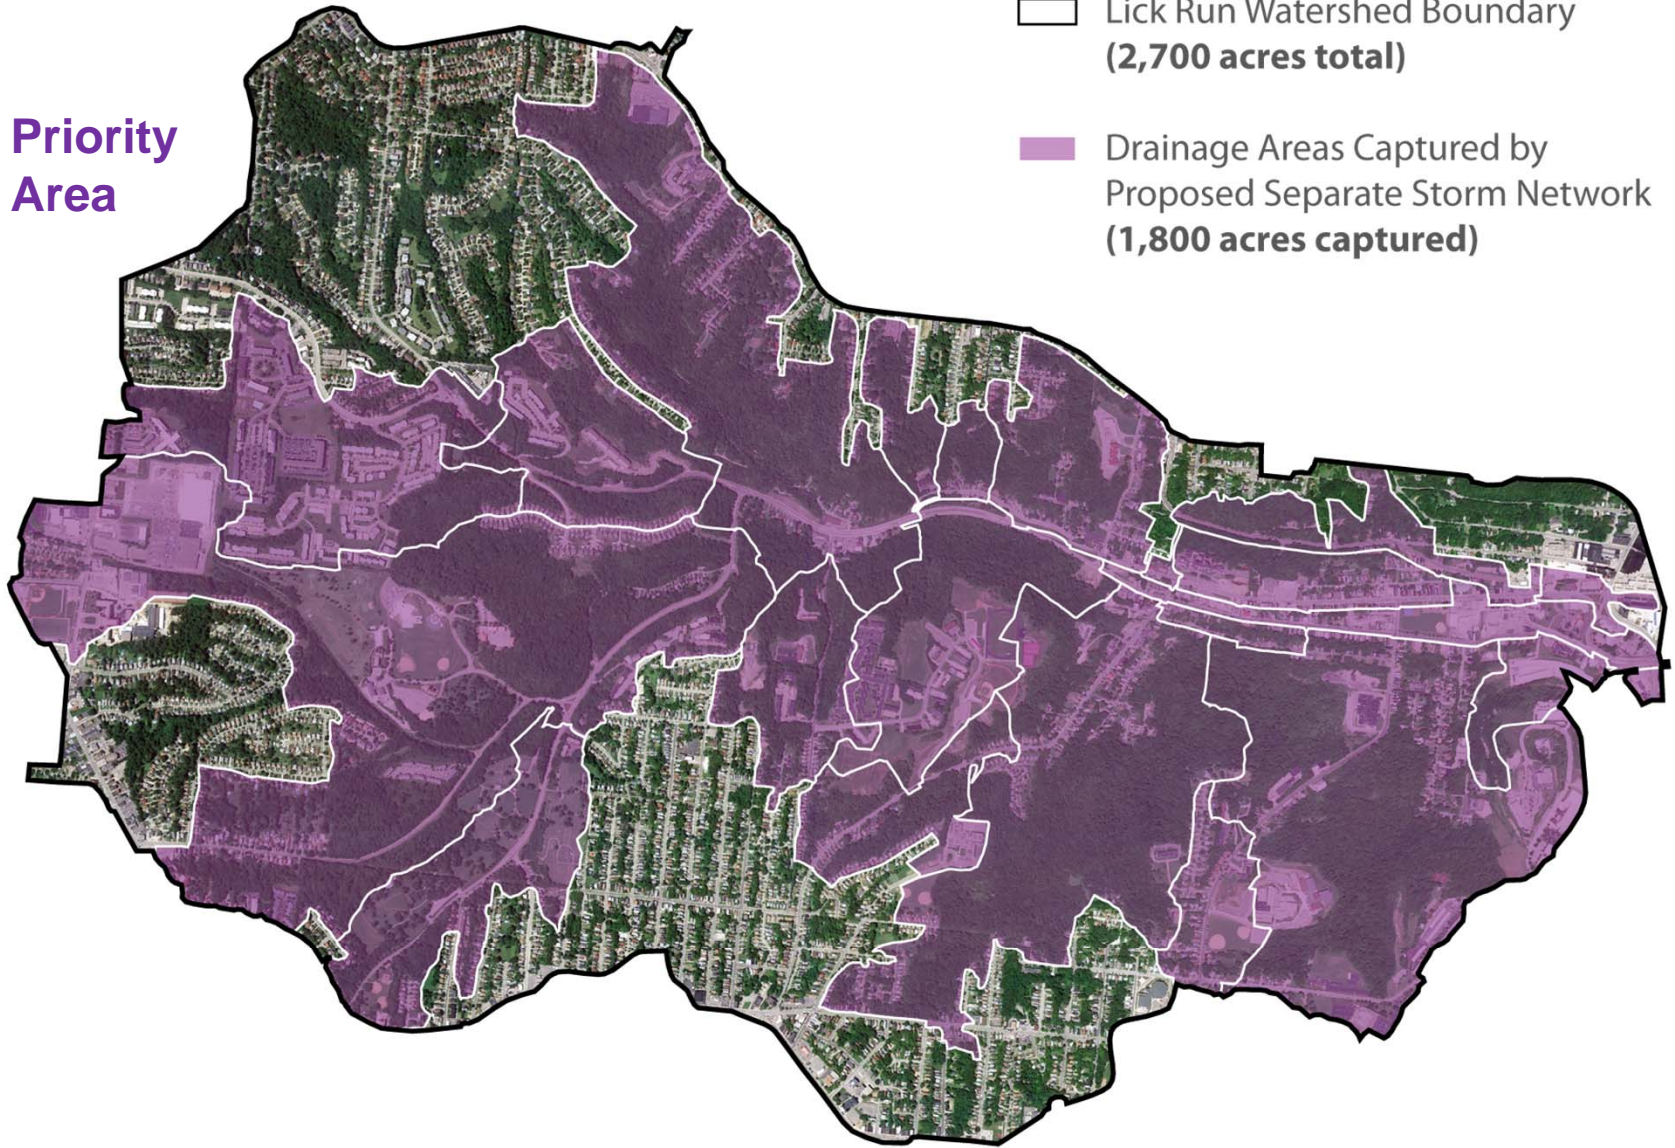 Lick Run Watershed Boundary
(2,700 acres total)
Priority
Area
Drainage Areas Captured by
Proposed Separate Storm Network
(1,800 acres captured)